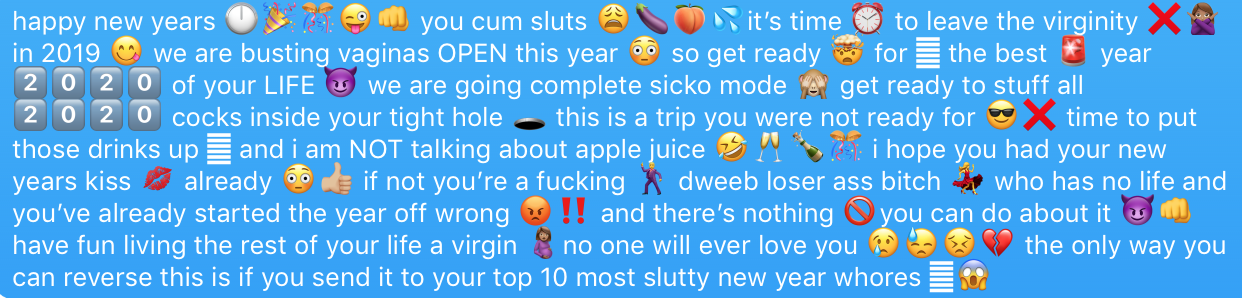 happy new years 🕛🎉🎊😜👊 you cum sluts 😩🍆🍑💦it's time ⏰ to leave the virginity ❌🙅🏽‍♀️
in 2019 😋 we are busting vaginas OPEN this year 😳 so get ready 🤯 for the best 🚨 year
2️⃣0️⃣2️⃣0️⃣ of your LIFE 😈 we are going complete sicko mode 🙈 get ready to stuff all
2️⃣0️⃣2️⃣0️⃣ cocks inside your tight hole 🕳️ this is a trip you were not ready for 😎❌ time to put
those drinks up and i am NOT talking about apple juice 🤣🥂🍾🎊 i hope you had your new
years kiss 💋 already 😳👍🏼 if not you're a fucking 🕺 dweeb loser ass bitch 💃 who has no life and
you've already started the year off wrong 😡‼️ and there's nothing 🚫you can do about it 😈👊
have fun living the rest of your life a virgin 🤰🏽no one will ever love you 😢😓😣💔 the only way you
can reverse this is if you send it to your top 10 most slutty new year whores 😱